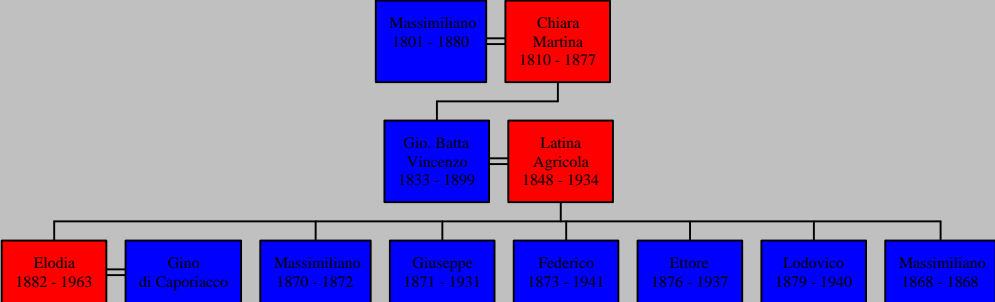 Massimiliano
1801 - 1880
Chiara
Martina
1810 - 1877
Gio. Batta
Vincenzo
1833 - 1899
Latina
Agricola
1848 - 1934
Elodia
1882 - 1963
Gino
di Caporiacco
Massimiliano
1870 - 1872
Giuseppe
1871 - 1931
Federico
1873 - 1941
Ettore
1876 - 1937
Lodovico
1879 - 1940
Massimiliano
1868 - 1868